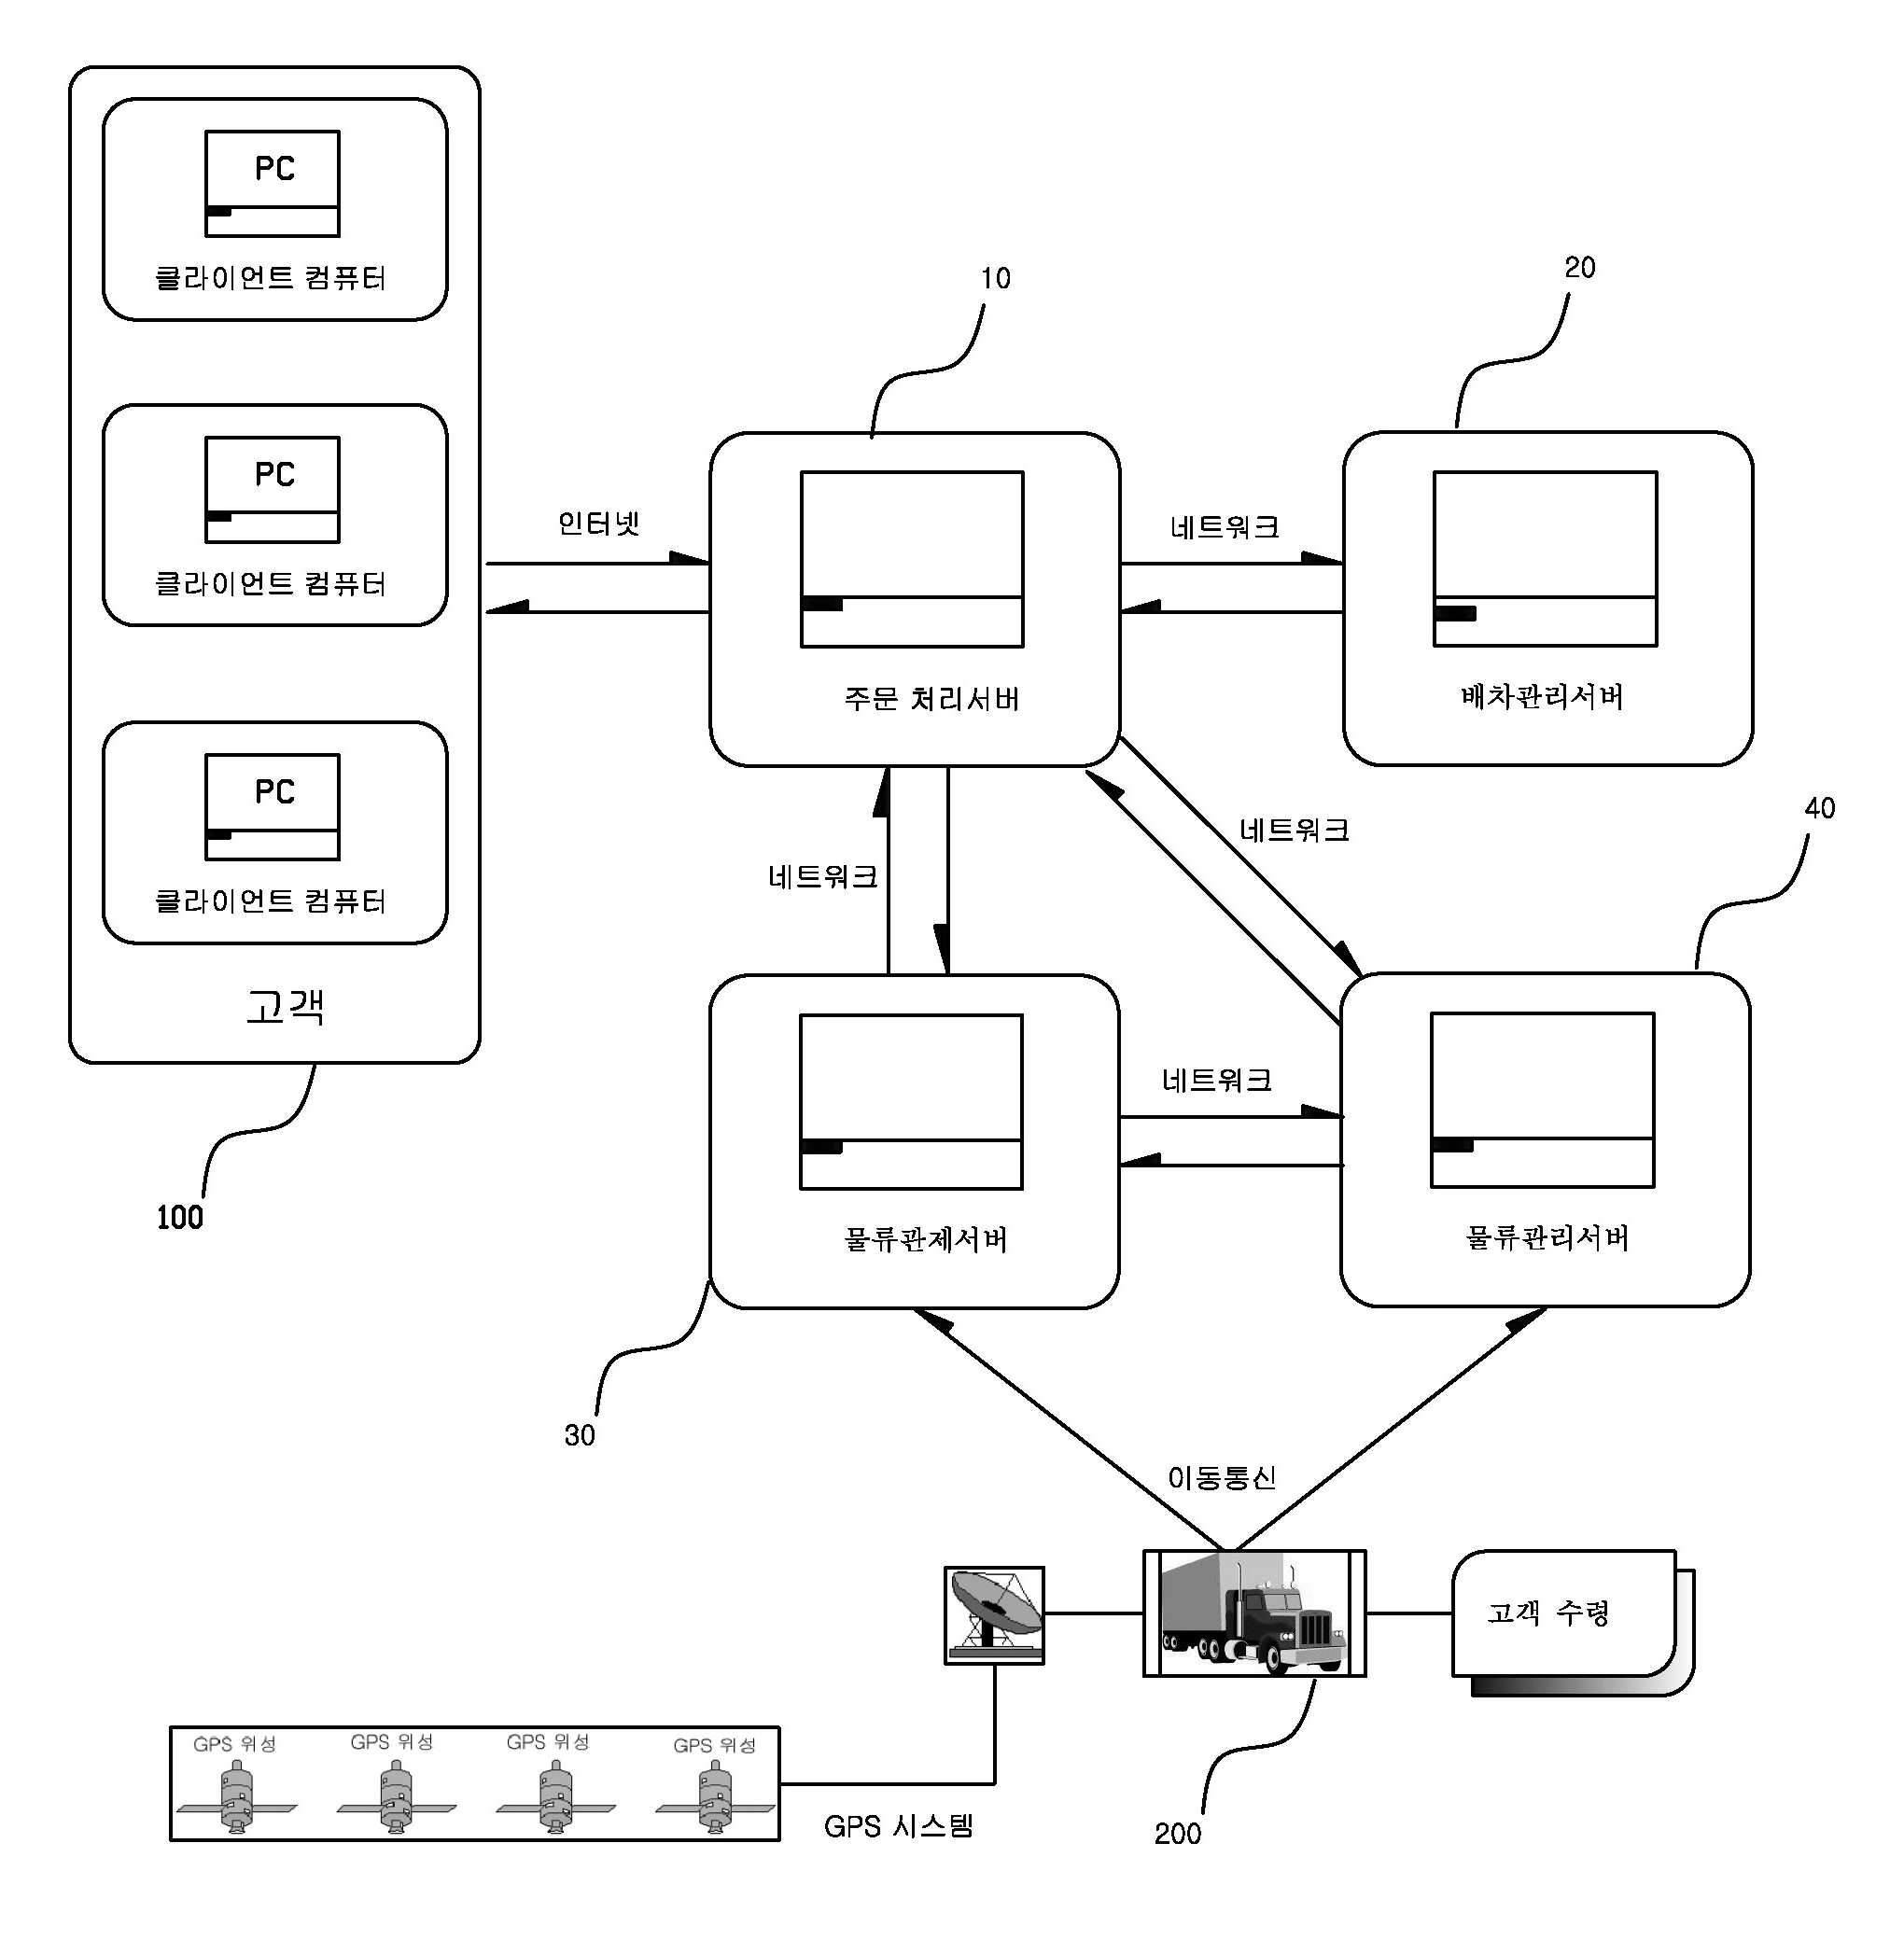 PC
클라이언트 컴퓨터
PC
클라이언트 컴퓨터
PC
클라이언트 컴퓨터
고객
100
10
20
인터넷
네트워크
주문 처리서버
배차관리서버
40
네트워크
네트워크
네트워크
물류관제서버
물류관리서버
30
이동통신
고객 수령
GPS 위성
GPS 위성
GPS 위성
GPS 위성
GPS 시스템
200